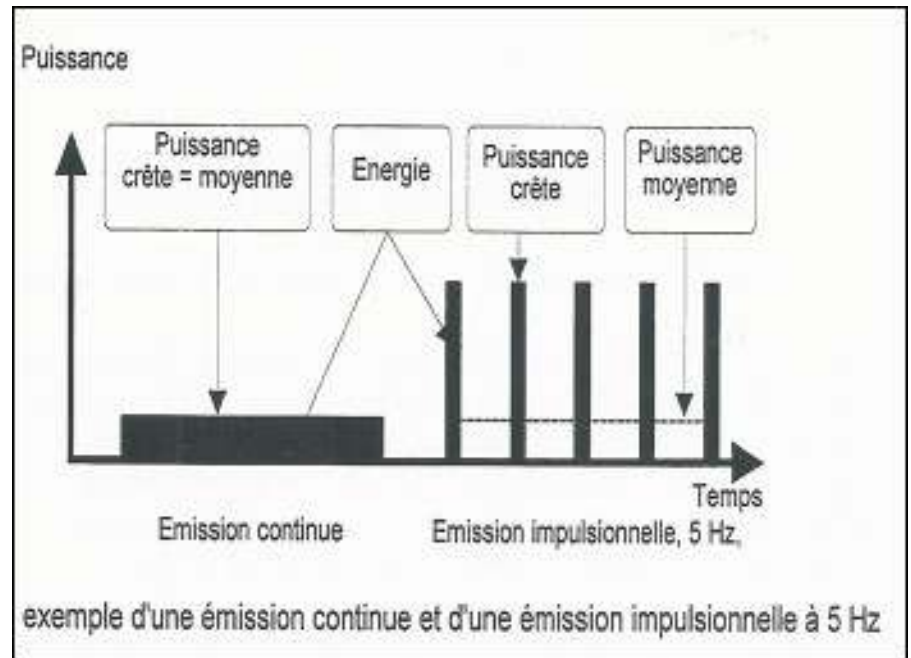 Puissance
Puissance
crête = moyenne
Energie
Puissance
crête
Puissance
moyenne
Temps
Emission continue
Emission impulsionnelle, 5 Hz,
exemple d'une émission continue et d'une émission impulsionnelle à 5 Hz